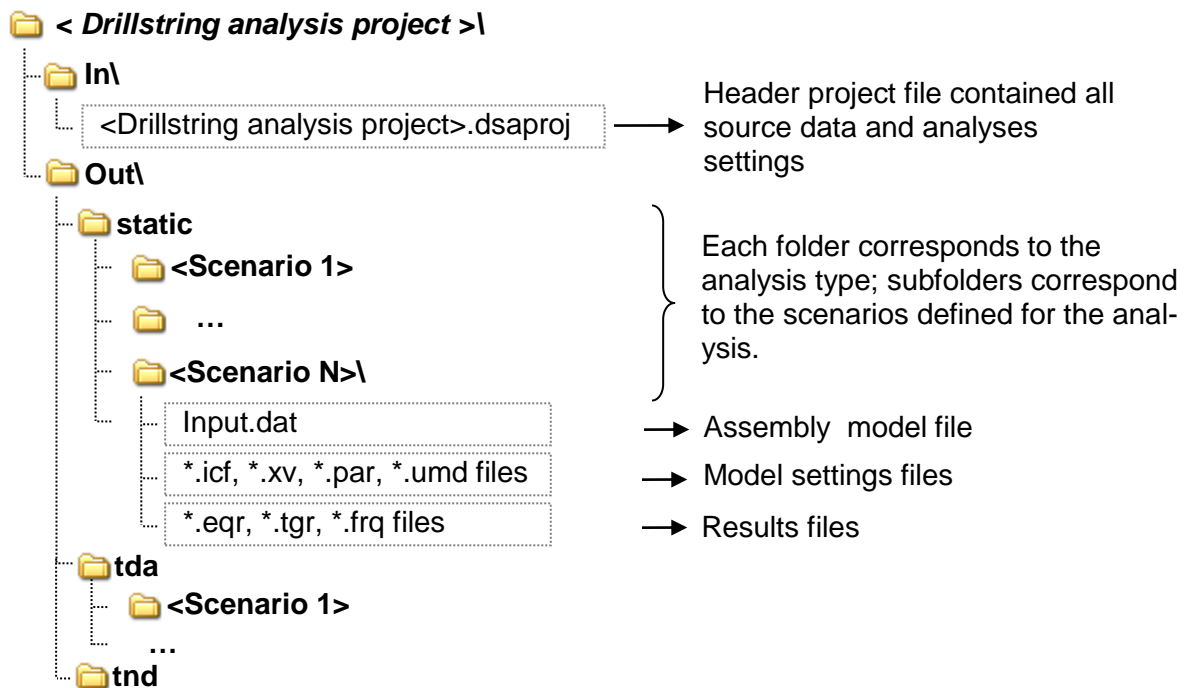 < Drillstring analysis project >\
In\
<Drillstring analysis project>.dsaproj
Header project file contained all
source data and analyses
settings
Out\
static
<Scenario 1>
...
<Scenario N>\
Each folder corresponds to the
analysis type; subfolders correspond
to the scenarios defined for the anal-
ysis.
Input.dat
Assembly model file
*.icf, *.xv, *.par, *.umd files
Model settings files
*.eqr, *.tgr, *.frq files
Results files
tda
<Scenario 1>
...
tnd